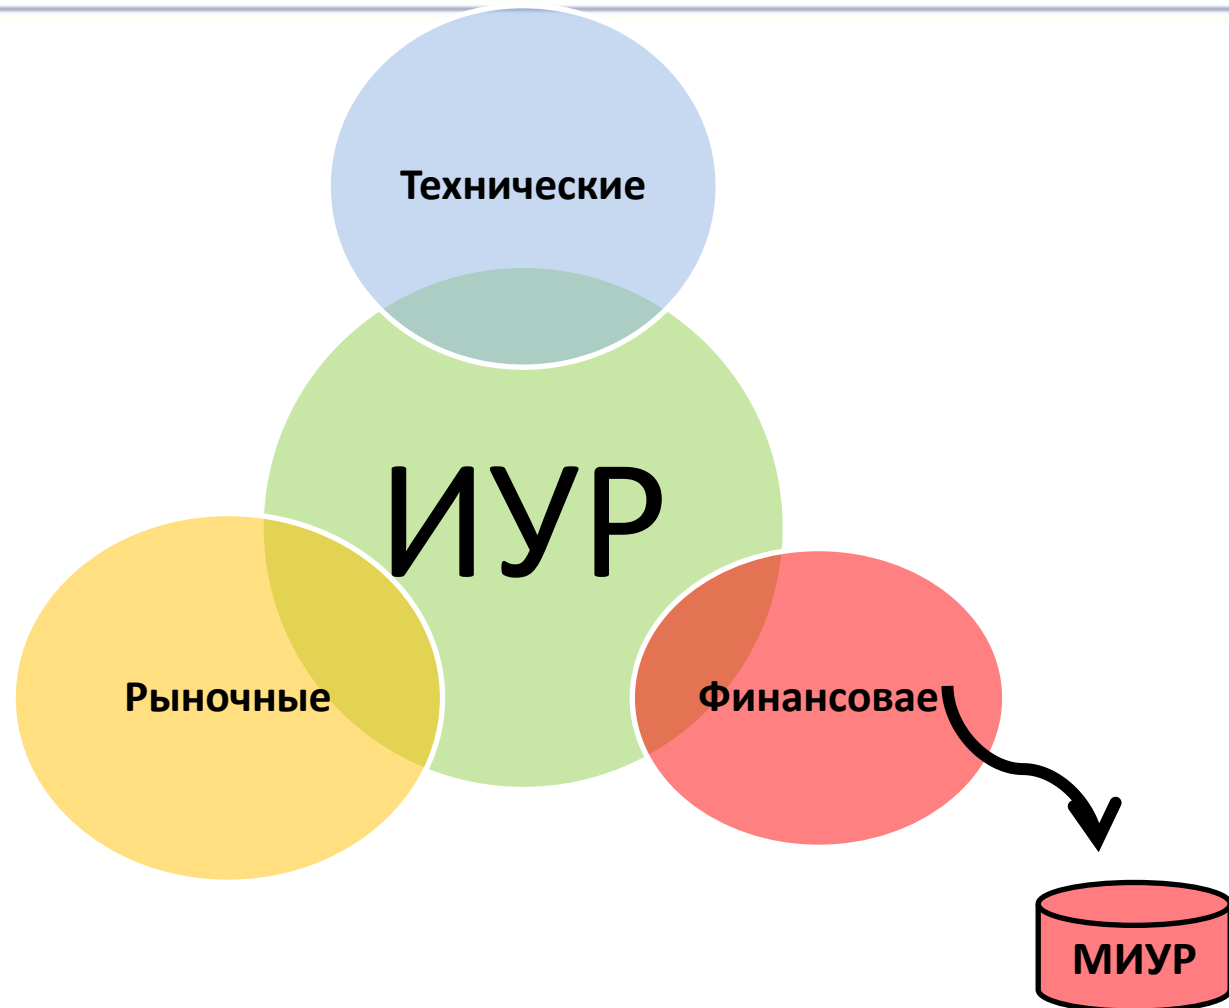 Технические
ИУР
Рыночные
Финансовае
МИУР